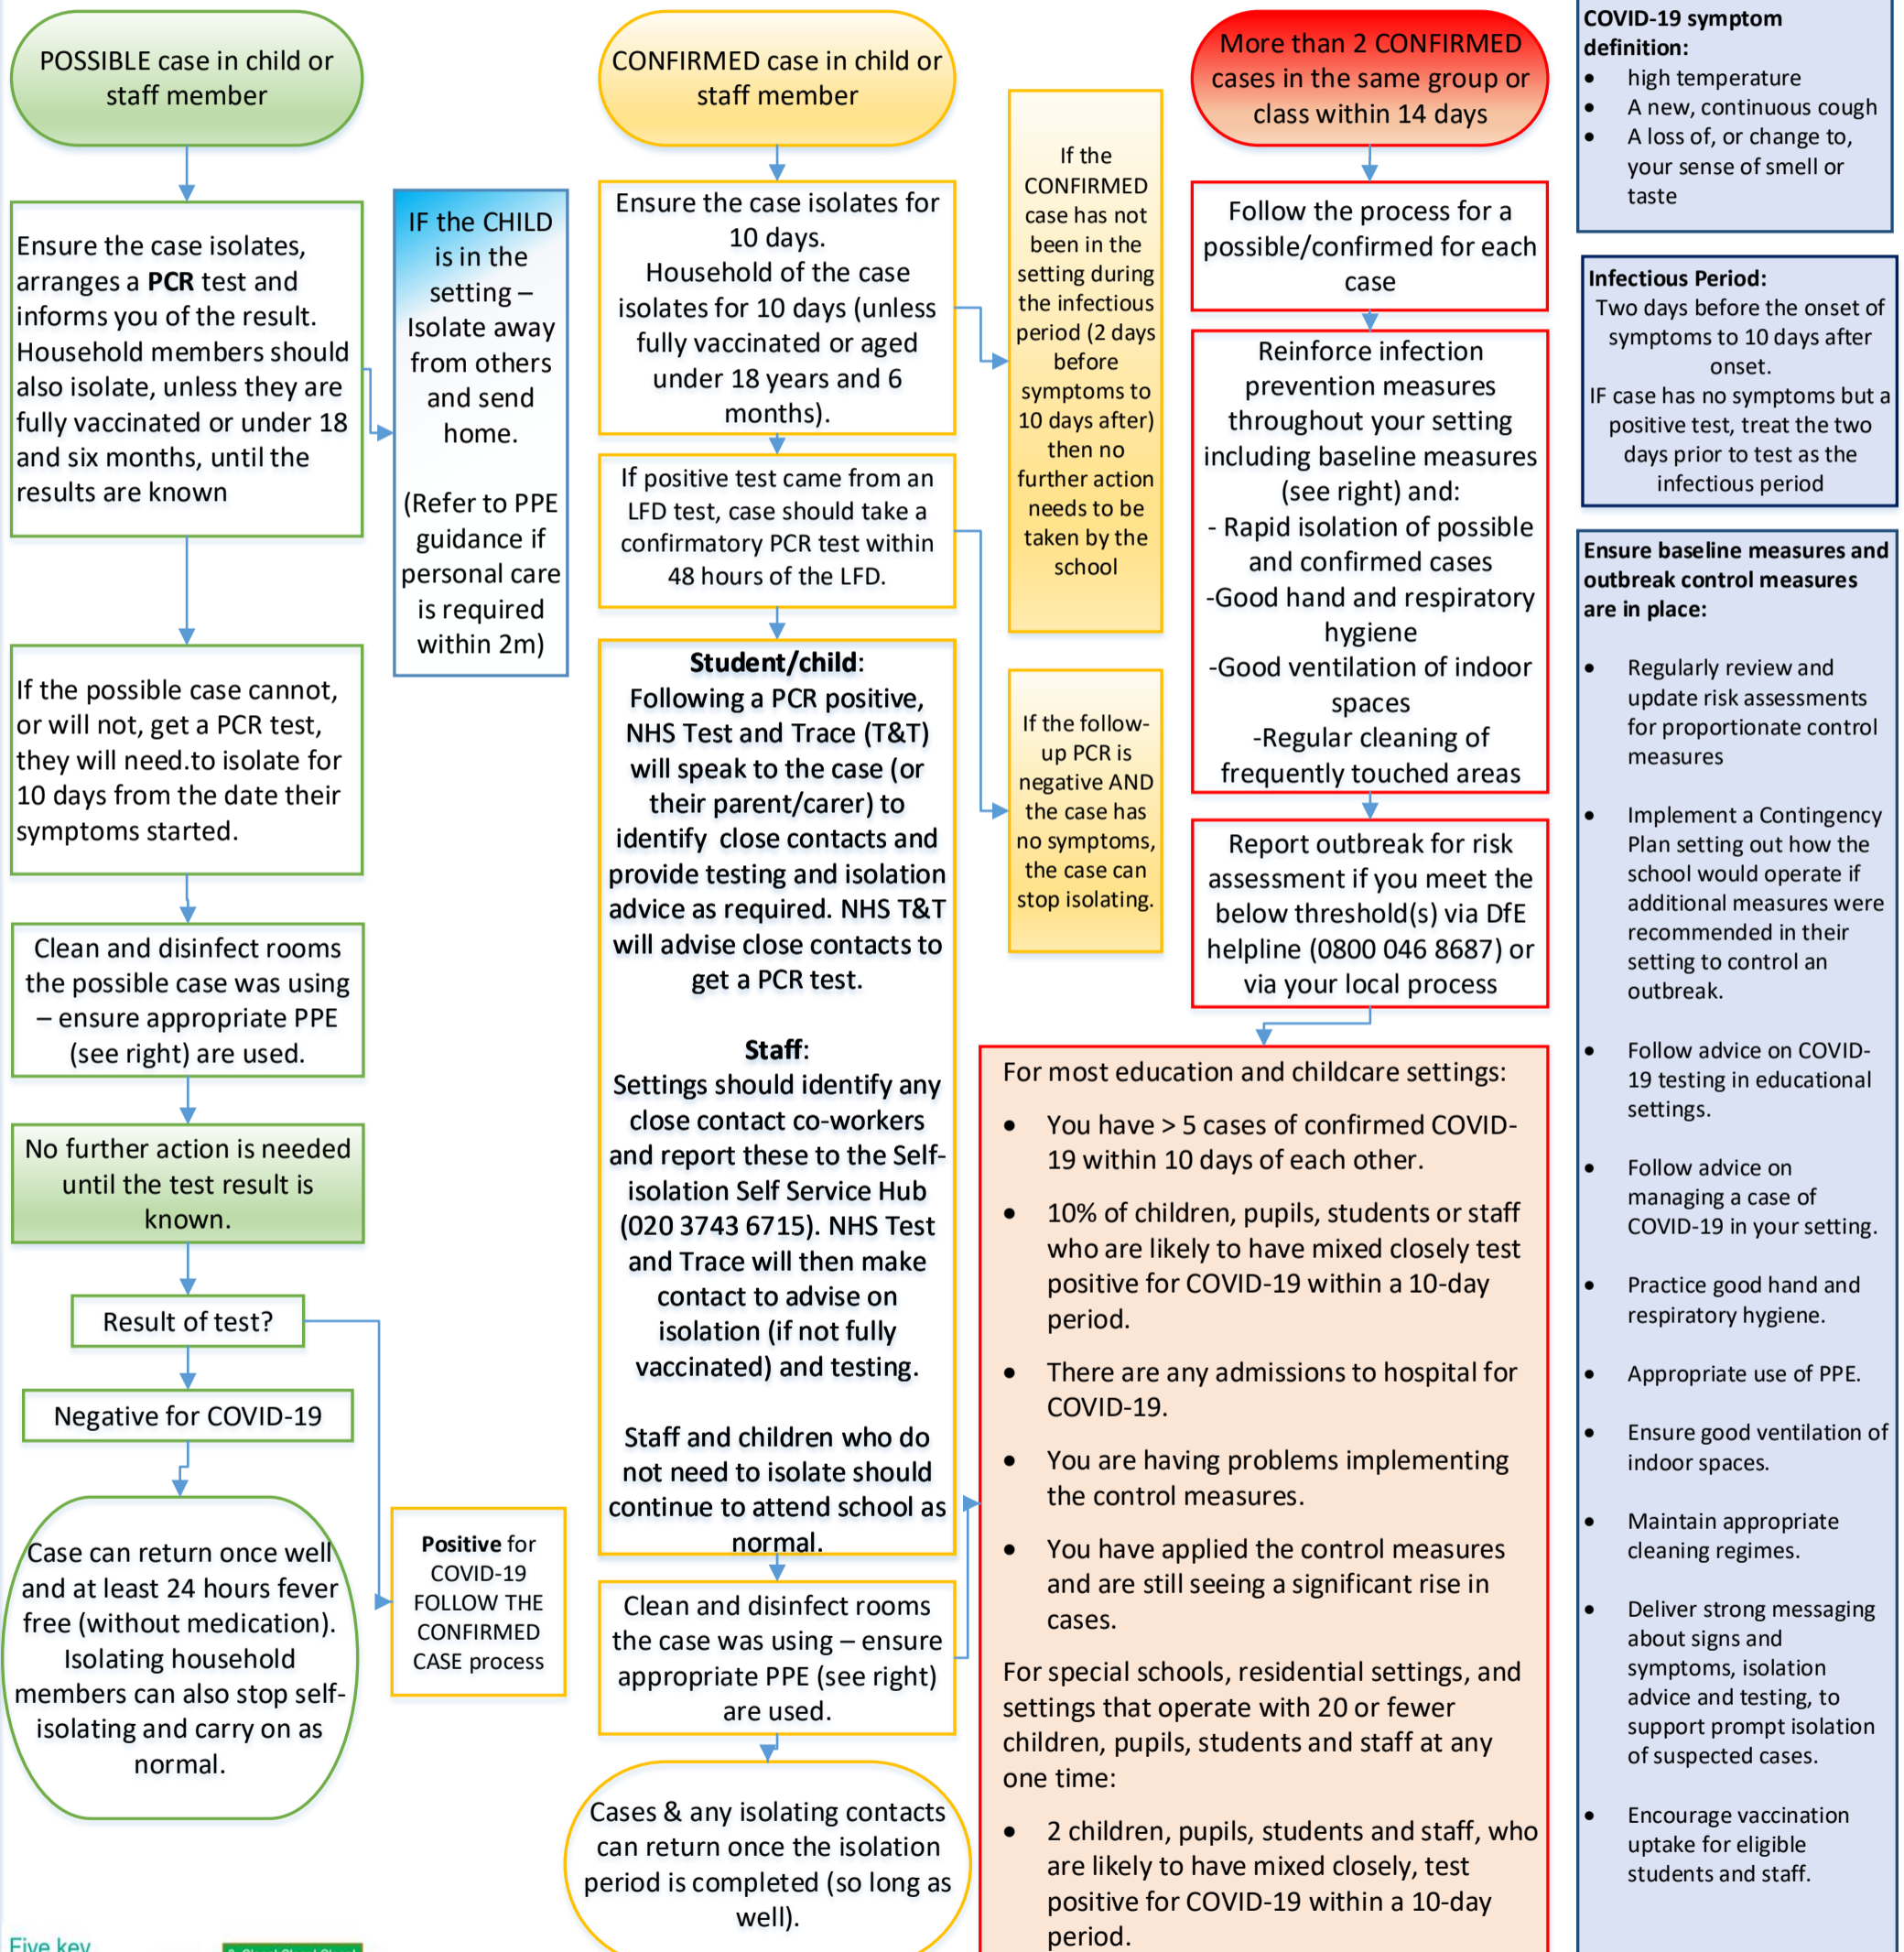 POSSIBLE case in child or
staff member
Ensure the case isolates,
arranges a PCR test and
informs you of the result.
Household members should
also isolate, unless they are
fully vaccinated or under 18
and six months, until the
results are known
IF the CHILD
is in the
setting –
Isolate away
from others
and send
home.
(Refer to PPE
guidance if
personal care
is required
within 2m)
If the possible case cannot,
or will not, get a PCR test,
they will need.to isolate for
10 days from the date their
symptoms started.
Clean and disinfect rooms
the possible case was using
– ensure appropriate PPE
(see right) are used.
No further action is needed
until the test result is
known.
Result of test?
Negative for COVID-19
Case can return once well
and at least 24 hours fever
free (without medication).
Isolating household
members can also stop self-
isolating and carry on as
normal.
Positive for
COVID-19
FOLLOW THE
CONFIRMED
CASE process
Five key
CONFIRMED case in child or
staff member
Ensure the case isolates for
10 days.
Household of the case
isolates for 10 days (unless
fully vaccinated or aged
under 18 years and 6
months).
If positive test came from an
LFD test, case should take a
confirmatory PCR test within
48 hours of the LFD.
Student/child:
Following a PCR positive,
NHS Test and Trace (T&T)
will speak to the case (or
their parent/carer) to
identify close contacts and
provide testing and isolation
advice as required. NHS T&T
will advise close contacts to
get a PCR test.
Staff:
Settings should identify any
close contact co-workers
and report these to the Self-
isolation Self Service Hub
(020 3743 6715). NHS Test
and Trace will then make
contact to advise on
isolation (if not fully
vaccinated) and testing.
Staff and children who do
not need to isolate should
continue to attend school as
normal.
Clean and disinfect rooms
the case was using – ensure
appropriate PPE (see right)
are used.
Cases & any isolating contacts
can return once the isolation
period is completed (so long as
well).
If the
CONFIRMED
case has not
been in the
setting during
the infectious
period (2 days
before
symptoms to
10 days after)
then no
further action
needs to be
taken by the
school
If the follow-
up PCR is
negative AND
the case has
no symptoms,
the case can
stop isolating.
More than 2 CONFIRMED
cases in the same group or
class within 14 days
Follow the process for a
possible/confirmed for each
case
Reinforce infection
prevention measures
throughout your setting
including baseline measures
(see right) and:
- Rapid isolation of possible
and confirmed cases
-Good hand and respiratory
hygiene
-Good ventilation of indoor
spaces
-Regular cleaning of
frequently touched areas
Report outbreak for risk
assessment if you meet the
below threshold(s) via DfE
helpline (0800 046 8687) or
via your local process
For most education and childcare settings:
• You have > 5 cases of confirmed COVID-
19 within 10 days of each other.
• 10% of children, pupils, students or staff
who are likely to have mixed closely test
positive for COVID-19 within a 10-day
period.
• There are any admissions to hospital for
COVID-19.
• You are having problems implementing
the control measures.
• You have applied the control measures
and are still seeing a significant rise in
cases.
For special schools, residential settings, and
settings that operate with 20 or fewer
children, pupils, students and staff at any
one time:
• 2 children, pupils, students and staff, who
are likely to have mixed closely, test
positive for COVID-19 within a 10-day
period.
COVID-19 symptom
definition:
• high temperature
• A new, continuous cough
• A loss of, or change to,
your sense of smell or
taste
Infectious Period:
Two days before the onset of
symptoms to 10 days after
onset.
IF case has no symptoms but a
positive test, treat the two
days prior to test as the
infectious period
Ensure baseline measures and
outbreak control measures
are in place:
• Regularly review and
update risk assessments
for proportionate control
measures
• Implement a Contingency
Plan setting out how the
school would operate if
additional measures were
recommended in their
setting to control an
outbreak.
• Follow advice on COVID-
19 testing in educational
settings.
• Follow advice on
managing a case of
COVID-19 in your setting.
• Practice good hand and
respiratory hygiene.
• Appropriate use of PPE.
• Ensure good ventilation of
indoor spaces.
• Maintain appropriate
cleaning regimes.
• Deliver strong messaging
about signs and
symptoms, isolation
advice and testing, to
support prompt isolation
of suspected cases.
• Encourage vaccination
uptake for eligible
students and staff.